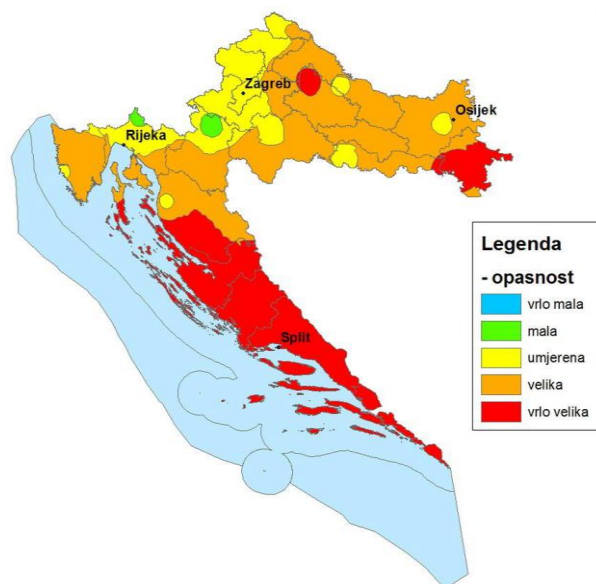 Zagreb
Osijek
Rijeka
Split
Legenda
- opasnost
vrlo mala
mala
umjerena
velika
vrlo velika